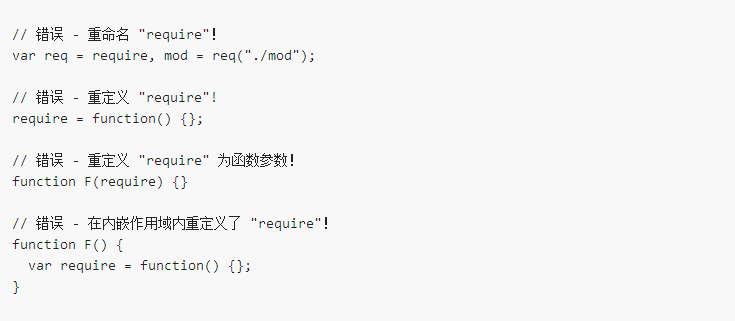 // 错误 - 重命名 "require"!
var req = require, mod = req("./mod");
// 错误 - 重定义 "require"!
require = function() {};
// 错误 - 重定义 "require" 为函数参数!
function F(require) {}
// 错误 - 在内嵌作用域内重定义了 "require"!
function F() {
  var require = function() {};
}